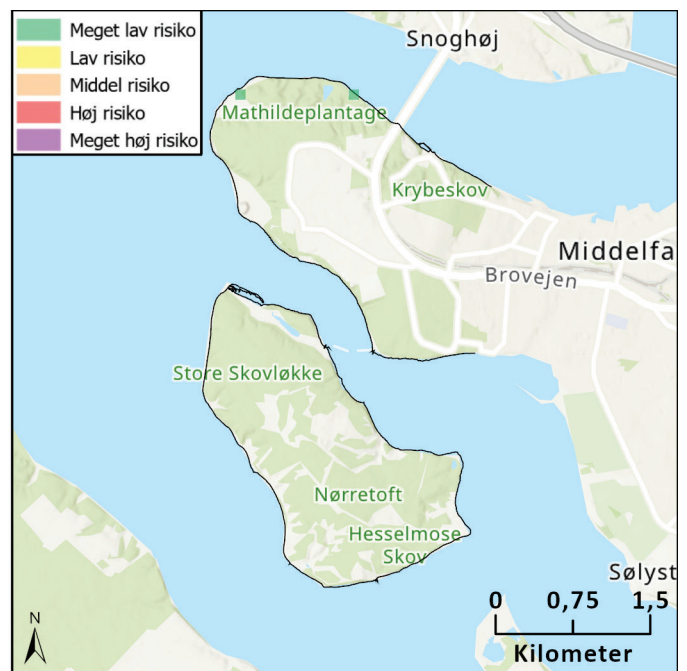 Meget lav risiko
Lav risiko
Middel risiko
Høj risiko
Meget høj risiko
Snoghøj
Mathildeplantage
Krybeskov
Middelfa
Brovejen
Store Skovløkke
Nørretoft
Hesselmose
Skov
Sølyst
0 0,75 1,5
Kilometer
N